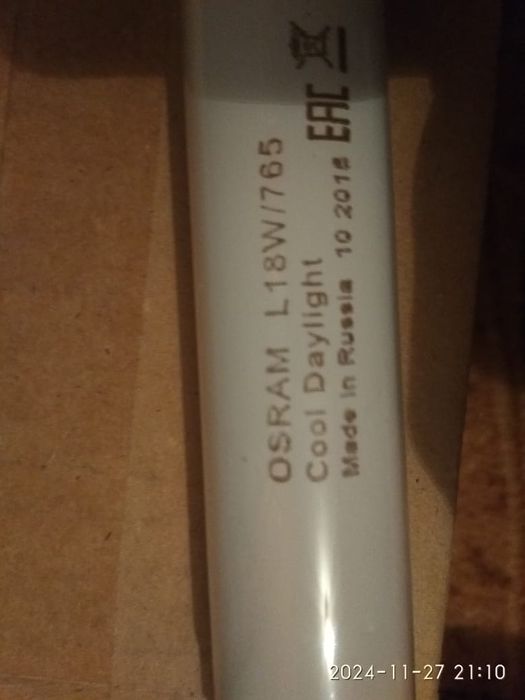 OSRAM L18W/765
Cool Daylight
Made in Russia 10 2018 EAC
2024-11-27 21:10